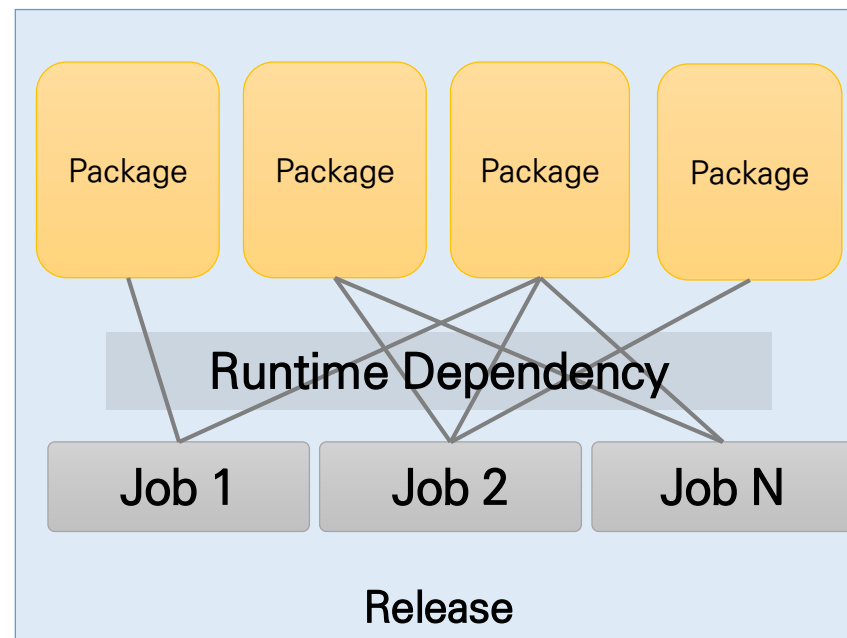 Package
Package
Package
Package
Runtime Dependency
Job 1
Job 2
Job N
Release